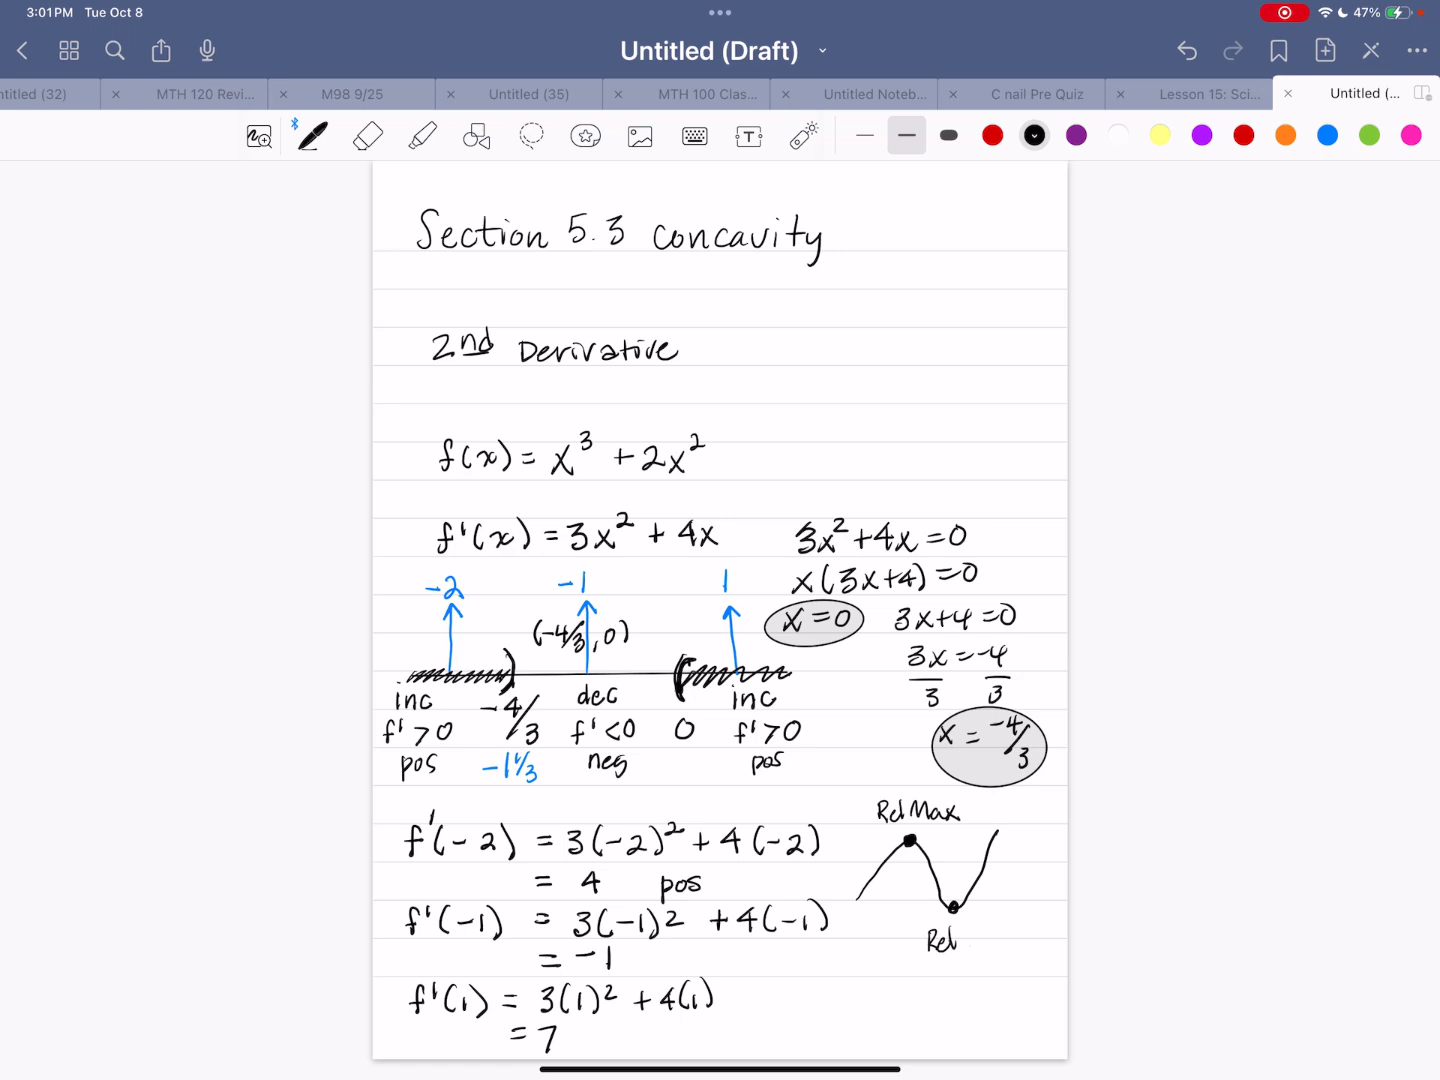 3:01PM Tue Oct 8
47%
Untitled (Draft)
ntitled (32)
MTH 120 Revi...
M98 9/25
Untitled (35)
MTH 100 Clas...
Untitled Noteb...
C nail Pre Quiz
Lesson 15: Sci...
Untitled (...
Section 5.3 Concavity
2nd Derivative
f(x) = x³ + 2x²
f'(x) = 3x² + 4x
3x² + 4x = 0
x(3x+4) = 0
x = 0
3x+4 = 0
3x = -4
3 3
x = -4/3
-2 -1 1
(-4/3, 0)
inc -4/3 dec 0 inc
f' > 0 f' < 0 f' > 0
pos -1 1/3 neg pos
f'(-2) = 3(-2)² + 4(-2)
= 4 pos
f'(-1) = 3(-1)² + 4(-1)
= -1
f'(1) = 3(1)² + 4(1)
= 7
Rel Max
Rel